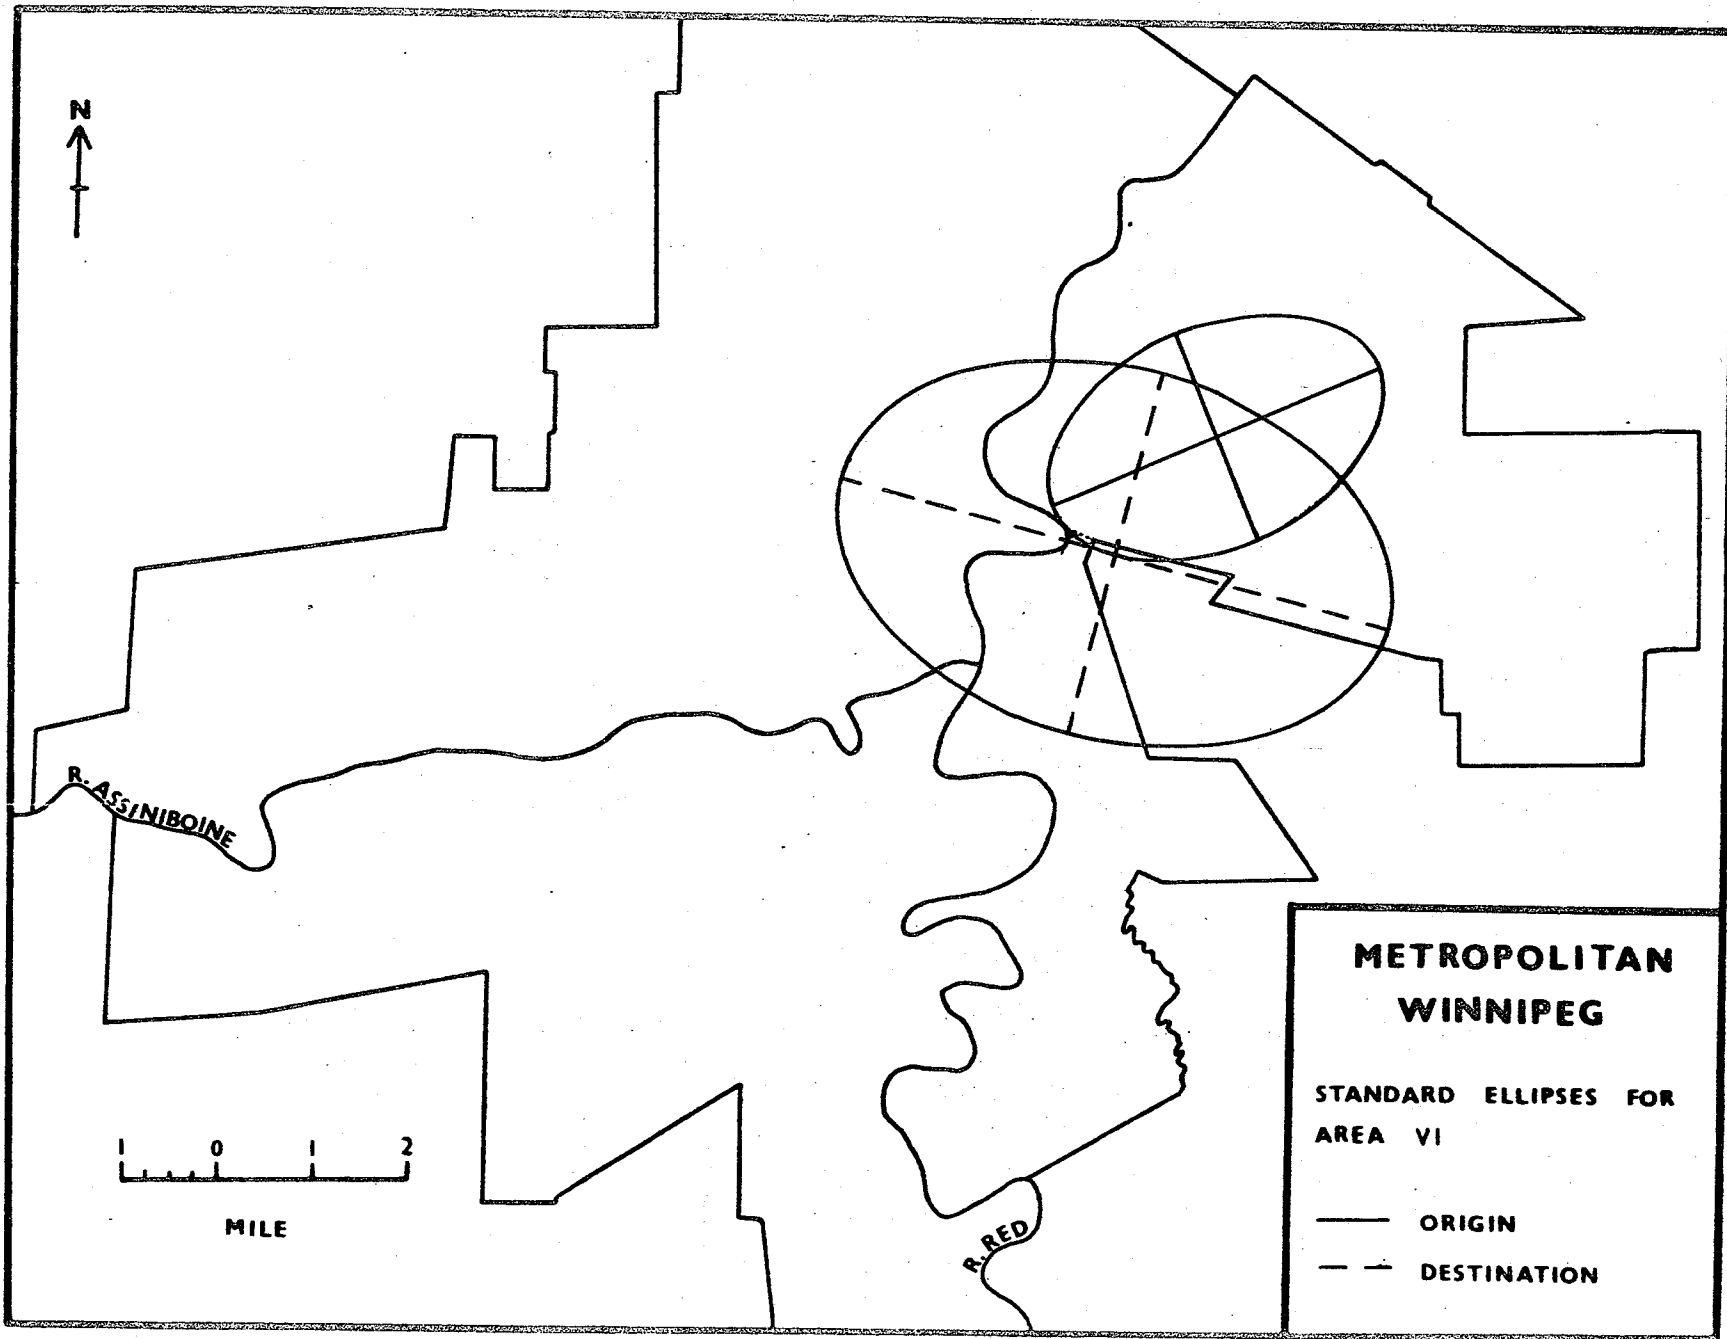 N
R. ASSINIBOINE
1 0 1 2
MILE
R. RED
METROPOLITAN
WINNIPEG
STANDARD ELLIPSES FOR
AREA VI
ORIGIN
DESTINATION